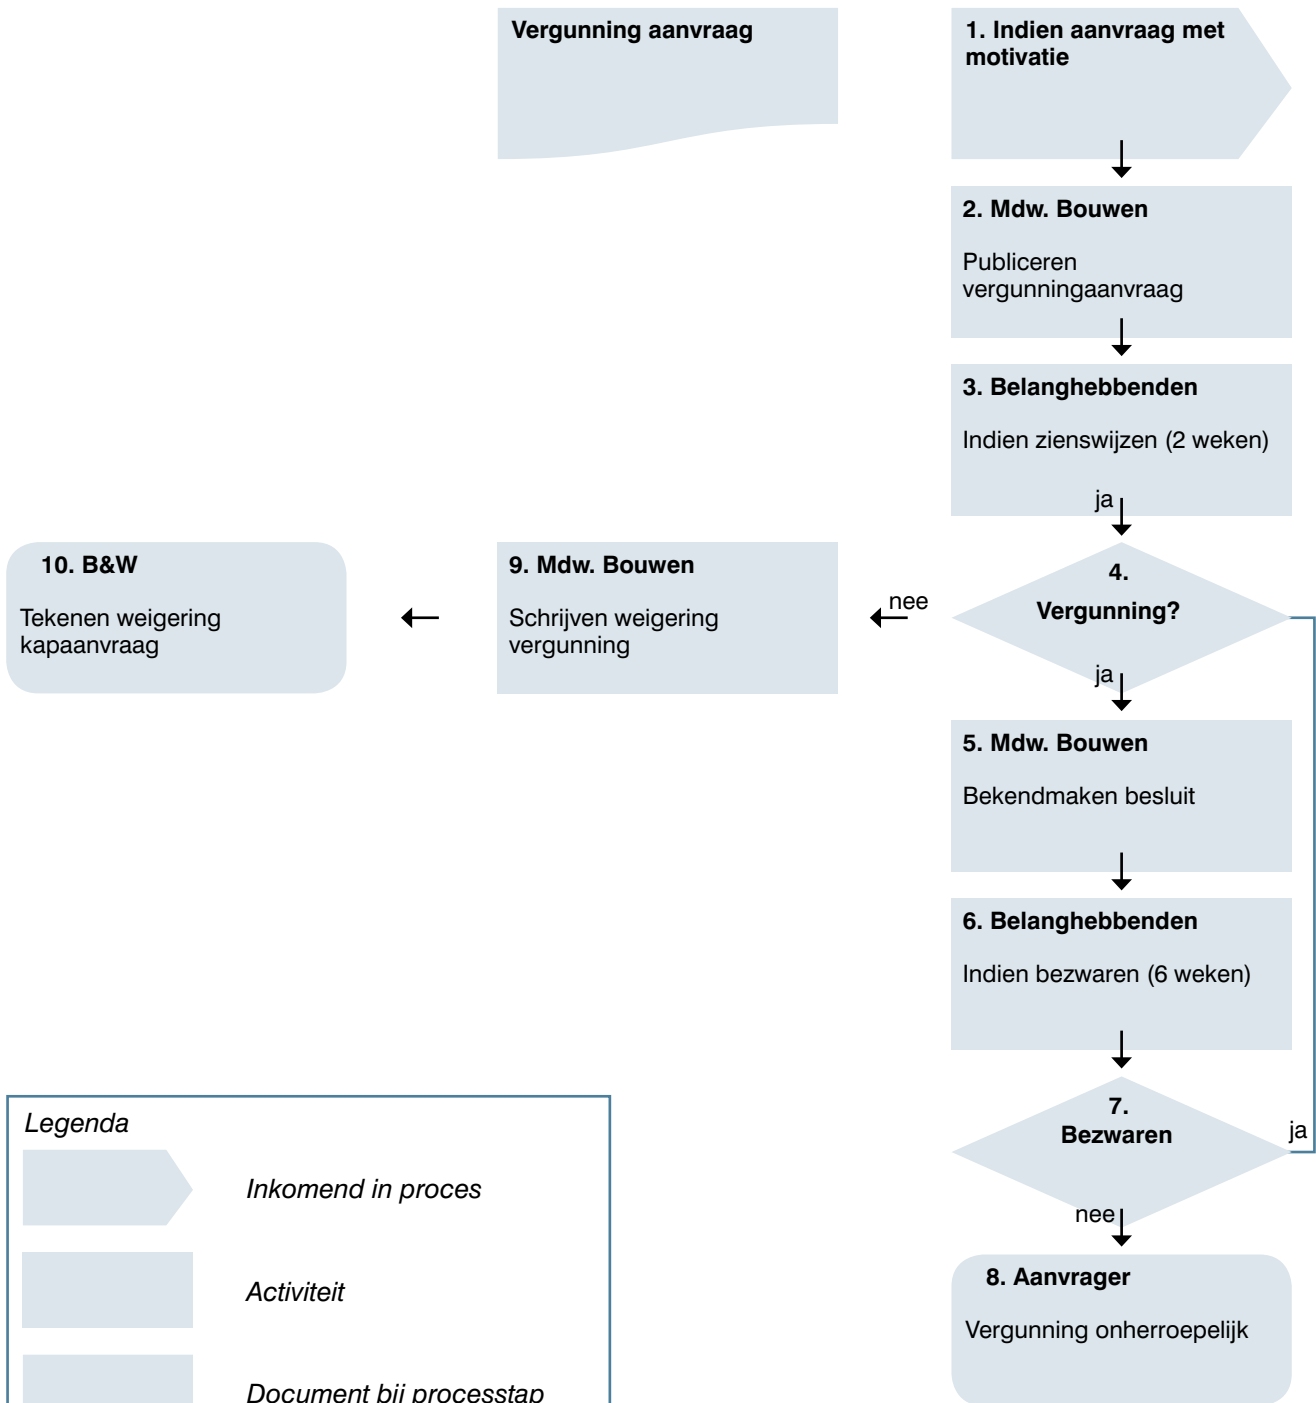 Vergunning aanvraag
1. Indien aanvraag met
motivatie
2. Mdw. Bouwen
Publiceren
vergunningaanvraag
3. Belanghebbenden
Indien zienswijzen (2 weken)
ja
4.
Vergunning?
nee
9. Mdw. Bouwen
Schrijven weigering
vergunning
10. B&W
Tekenen weigering
kapaanvraag
ja
5. Mdw. Bouwen
Bekendmaken besluit
6. Belanghebbenden
Indien bezwaren (6 weken)
7.
Bezwaren
ja
nee
8. Aanvrager
Vergunning onherroepelijk
Legenda
Inkomend in proces
Activiteit
Document bij processtap